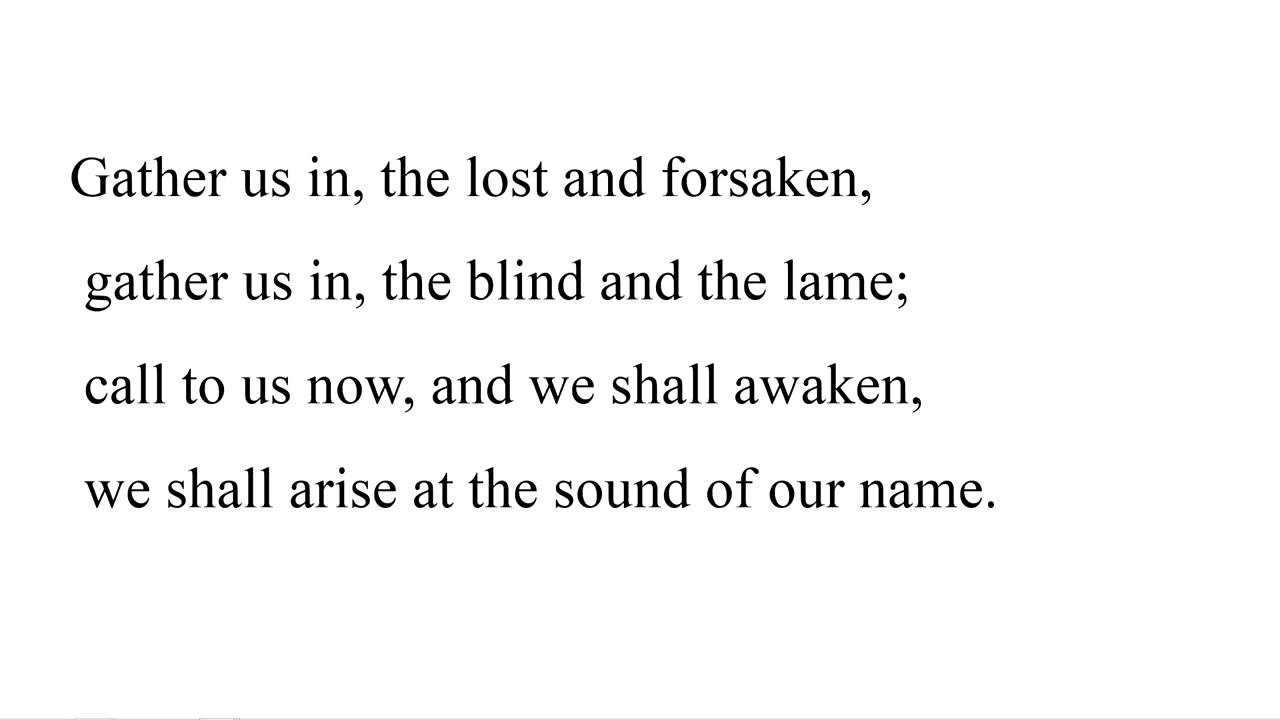 Gather us in, the lost and forsaken,
gather us in, the blind and the lame;
call to us now, and we shall awaken,
we shall arise at the sound of our name.